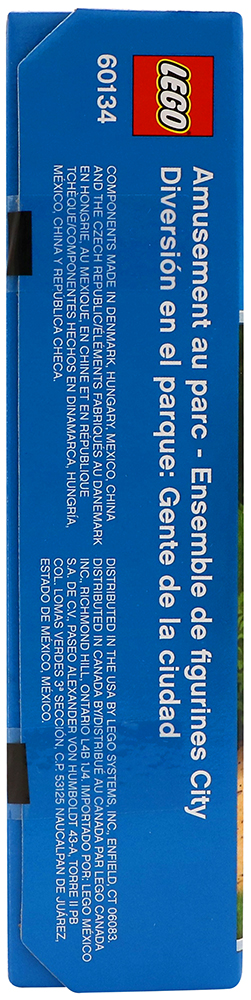 LEGO
60134
Amusement au parc - Ensemble de figurines City
Diversión en el parque: Gente de la ciudad
COMPONENTS MADE IN DENMARK, HUNGARY, MEXICO, CHINA
AND THE CZECH REPUBLIC/ÉLÉMENTS FABRIQUÉS AU DANEMARK
EN HONGRIE, AU MEXIQUE, EN CHINE ET EN RÉPUBLIQUE
TCHÈQUE/COMPONENTES HECHOS EN DINAMARCA, HUNGRÍA,
MÉXICO, CHINA Y REPÚBLICA CHECA.
DISTRIBUTED IN THE USA BY LEGO SYSTEMS, INC., ENFIELD, CT 06083.
DISTRIBUTED IN CANADA BY/DISTRIBUÉ AU CANADA PAR LEGO CANADA
INC., RICHMOND HILL, ONTARIO, L4B 1J4. IMPORTADO POR: LEGO MÉXICO
S.A. DE C.V., PASEO ALEXANDER VON HUMBOLDT 43-A, TORRE II PB
COL. LOMAS VERDES 3ª SECCIÓN, C.P. 53125 NAUCALPAN DE JUÁREZ,
ESTADO DE MÉXICO, MÉXICO.